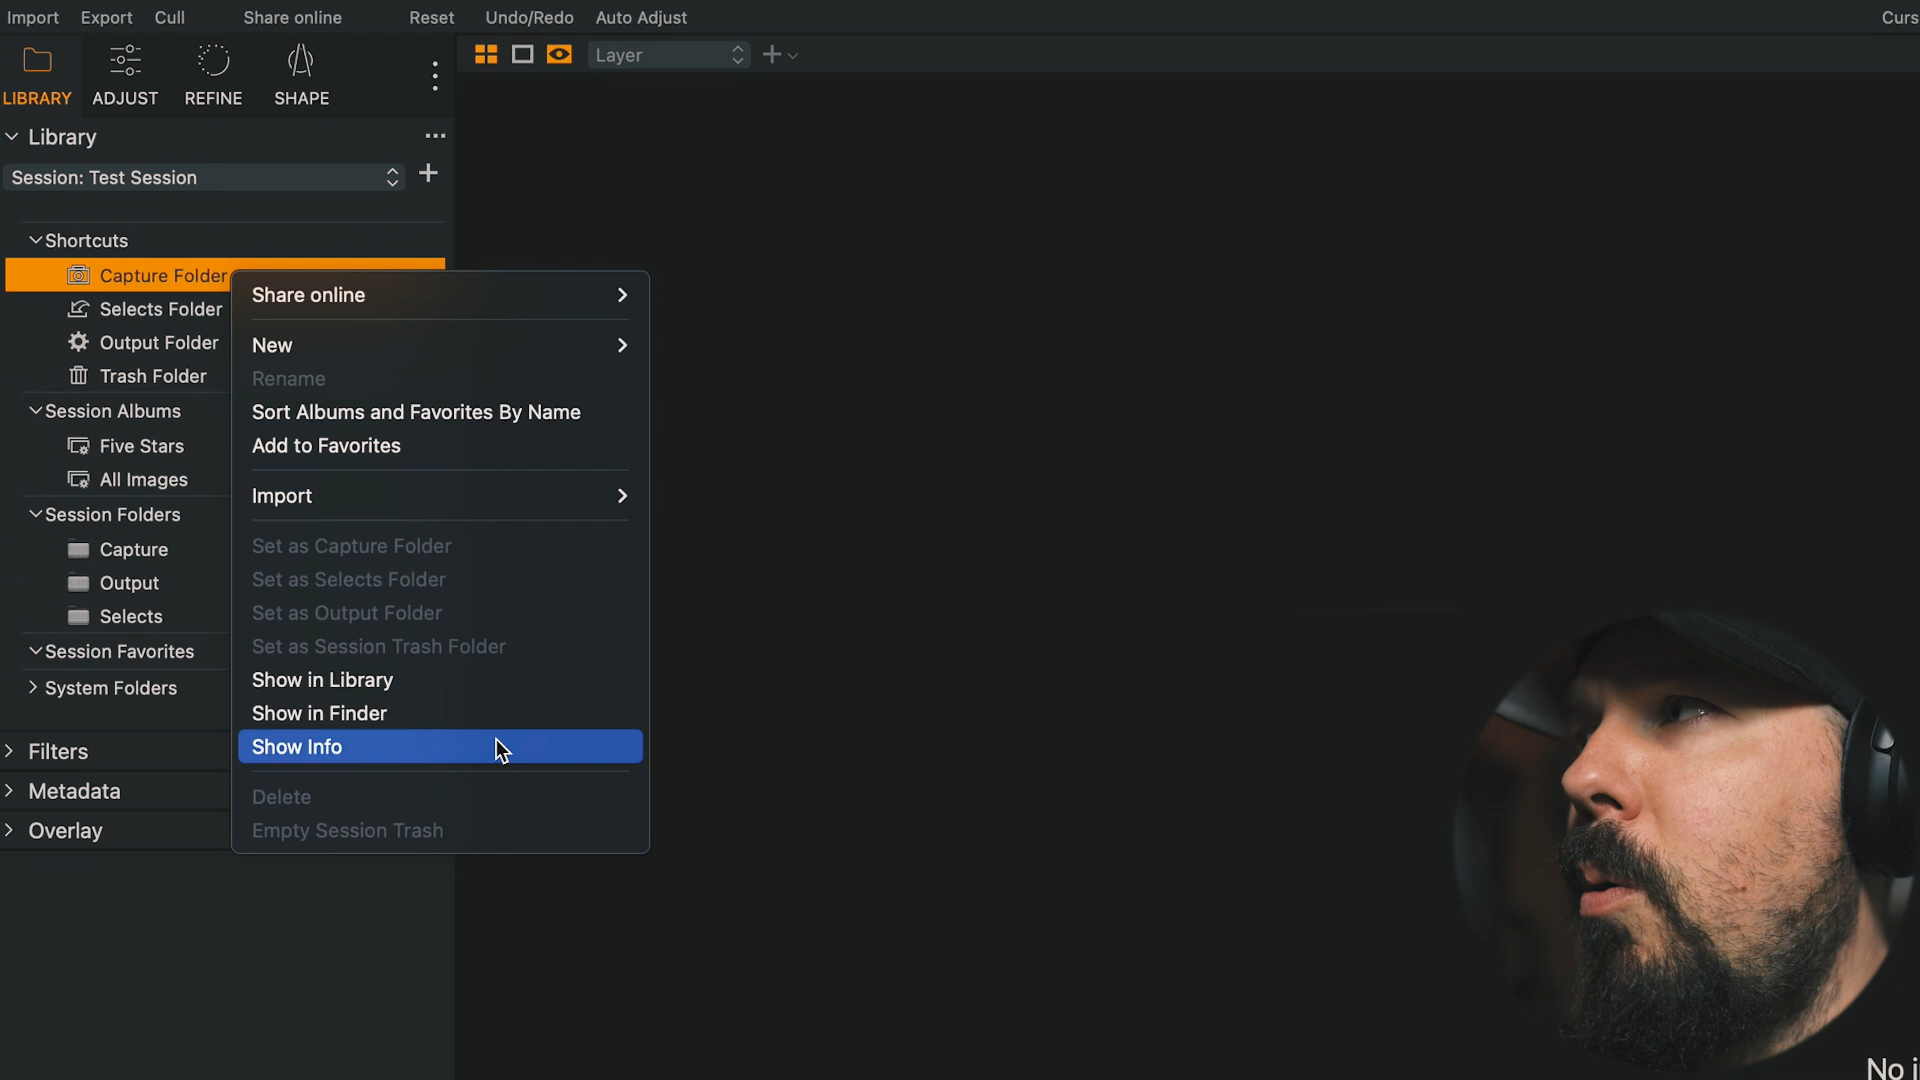 Import Export Cull Share online Reset Undo/Redo Auto Adjust Curs
LIBRARY ADJUST REFINE SHAPE
Layer
Library
Session: Test Session
Shortcuts
Capture Folder
Selects Folder
Output Folder
Trash Folder
Session Albums
Five Stars
All Images
Session Folders
Capture
Output
Selects
Session Favorites
System Folders
Filters
Metadata
Overlay
Share online
New
Rename
Sort Albums and Favorites By Name
Add to Favorites
Import
Set as Capture Folder
Set as Selects Folder
Set as Output Folder
Set as Session Trash Folder
Show in Library
Show in Finder
Show Info
Delete
Empty Session Trash
No i